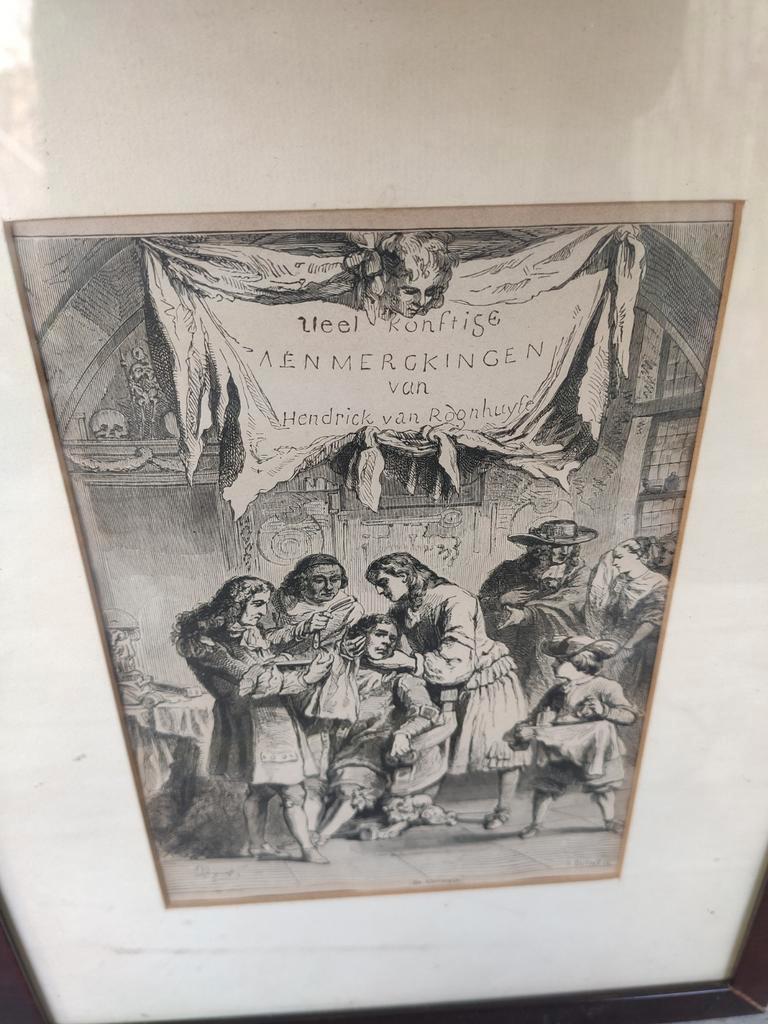 Veel konstige
AENMERCKINGEN
van
Hendrick van Roonhuyse